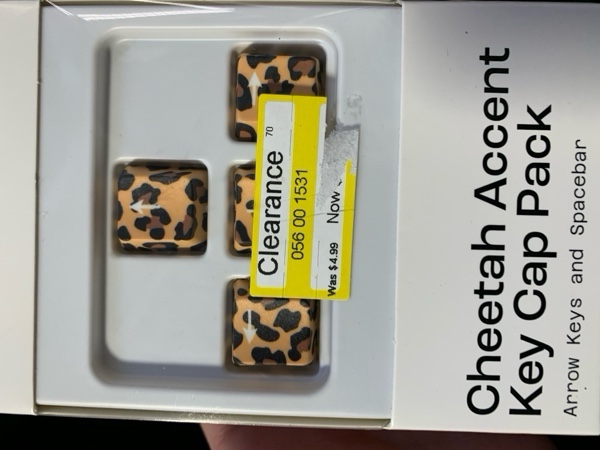 Cheetah Accent
Key Cap Pack
Arrow Keys and Spacebar
Clearance 70
056 00 1531
Was $4.99 Now